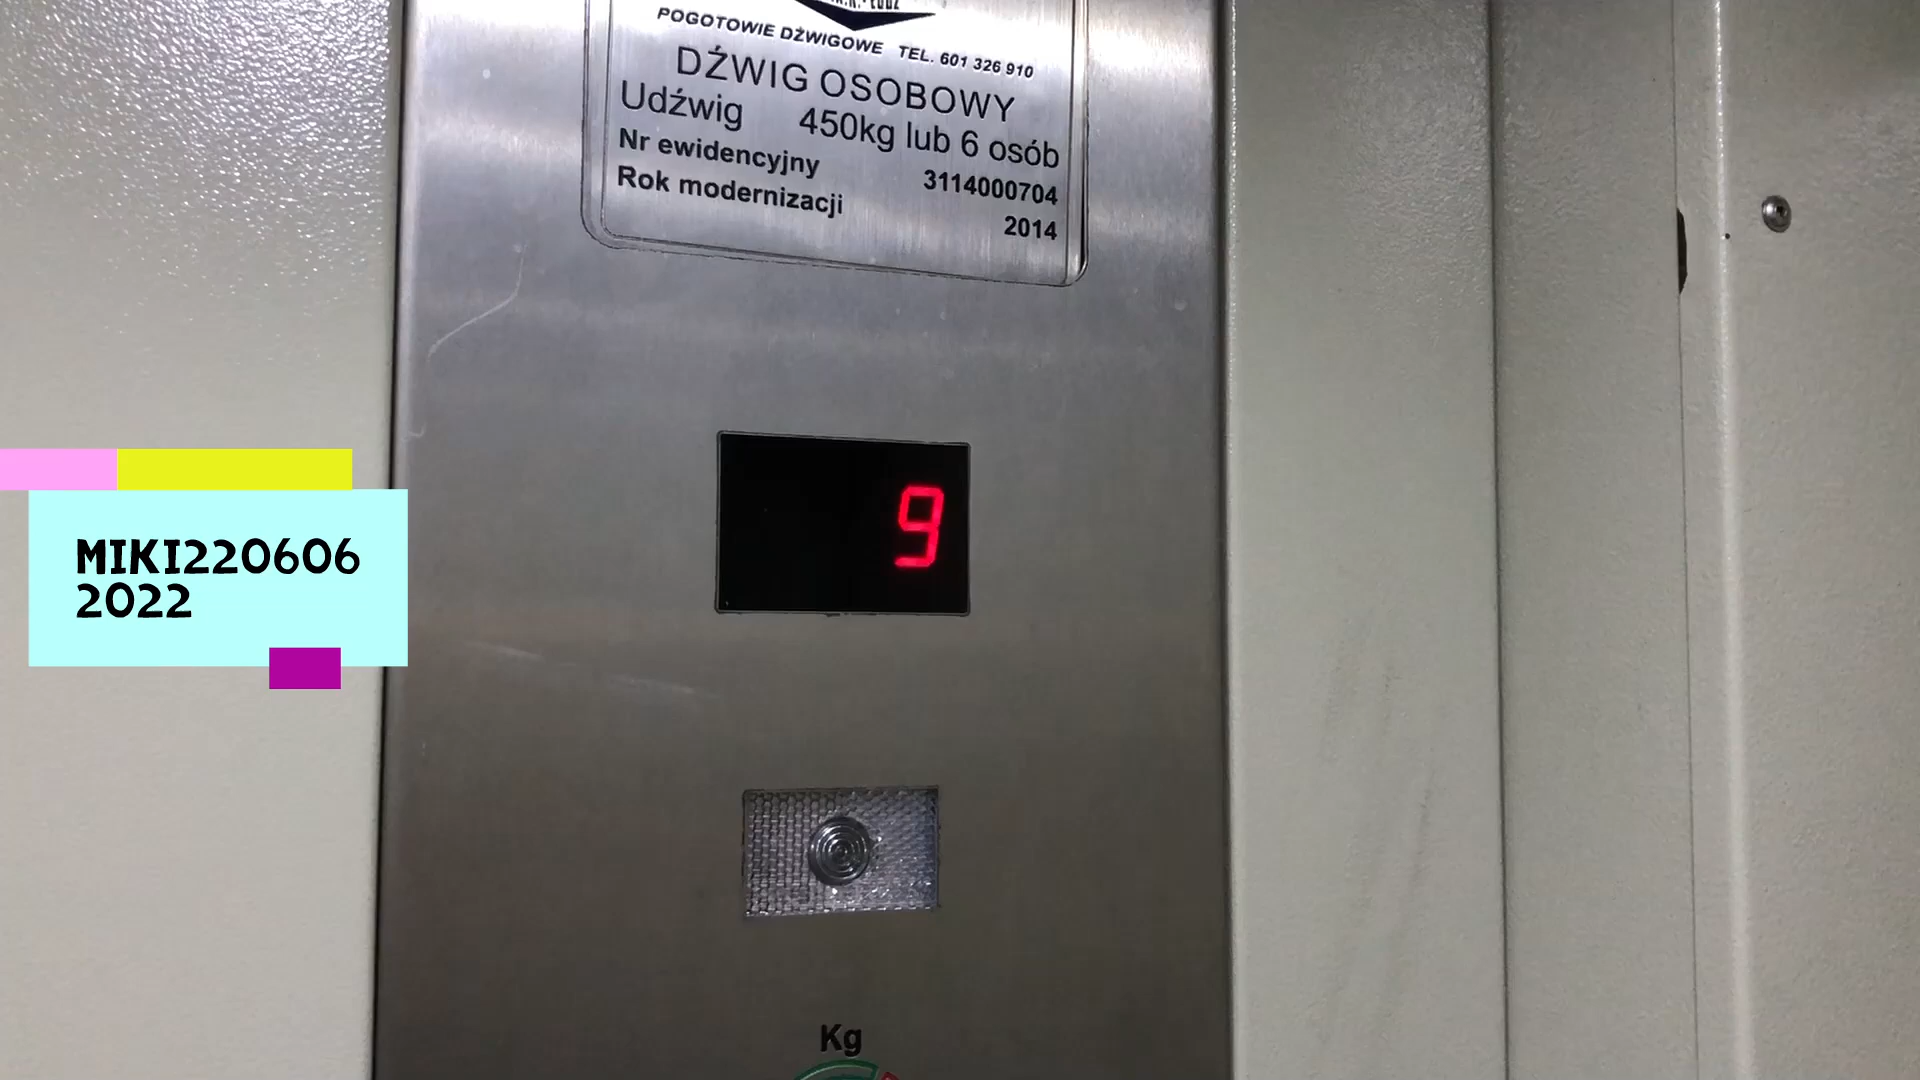 POGOTOWIE DŹWIGOWE TEL. 601 326 910
DŹWIG OSOBOWY
Udźwig 450kg lub 6 osób
Nr ewidencyjny 3114000704
Rok modernizacji 2014
9
MIKI220606
2022
Kg